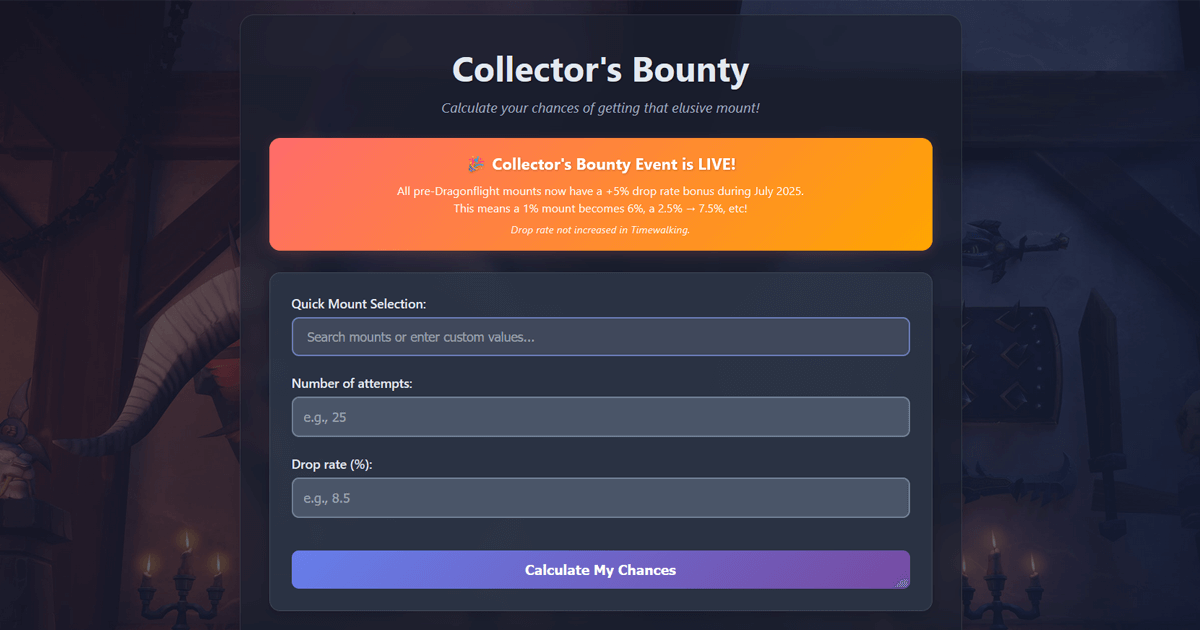 Collector's Bounty
Calculate your chances of getting that elusive mount!
🎉 Collector's Bounty Event is LIVE!
All pre-Dragonflight mounts now have a +5% drop rate bonus during July 2025.
This means a 1% mount becomes 6%, a 2.5% → 7.5%, etc!
Drop rate not increased in Timewalking.
Quick Mount Selection:
Search mounts or enter custom values...
Number of attempts:
e.g., 25
Drop rate (%):
e.g., 8.5
Calculate My Chances